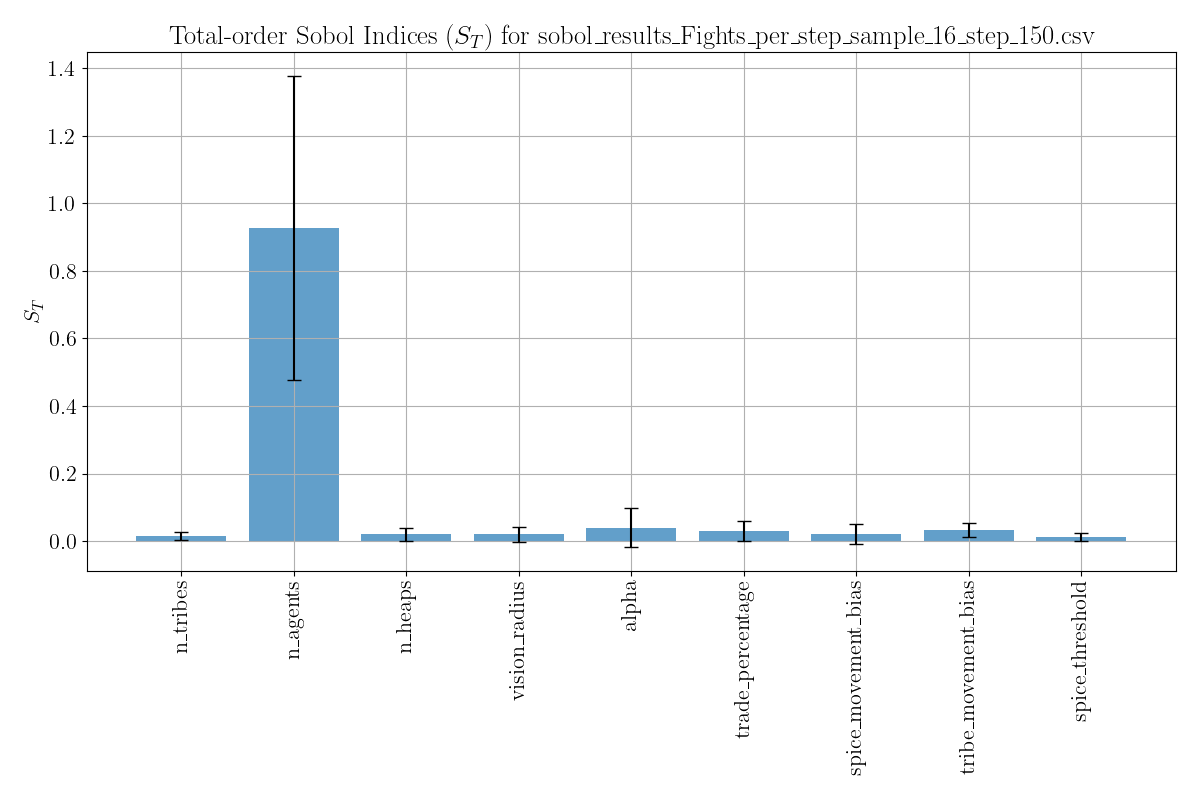 Total-order Sobol Indices (S_T) for sobol_results_Fights_per_step_sample_16_step_150.csv
1.4
1.2
1.0
0.8
0.6
0.4
0.2
0.0
S_T
n_tribes
n_agents
n_heaps
vision_radius
alpha
trade_percentage
spice_movement_bias
tribe_movement_bias
spice_threshold